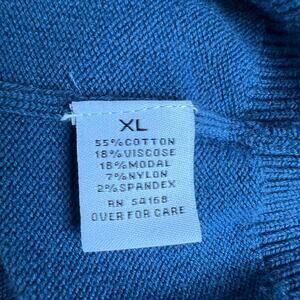 XL
55%COTTON
18%VISCOSE
18%MODAL
7%NYLON
2%SPANDEX
RN 54168
OVER FOR CARE